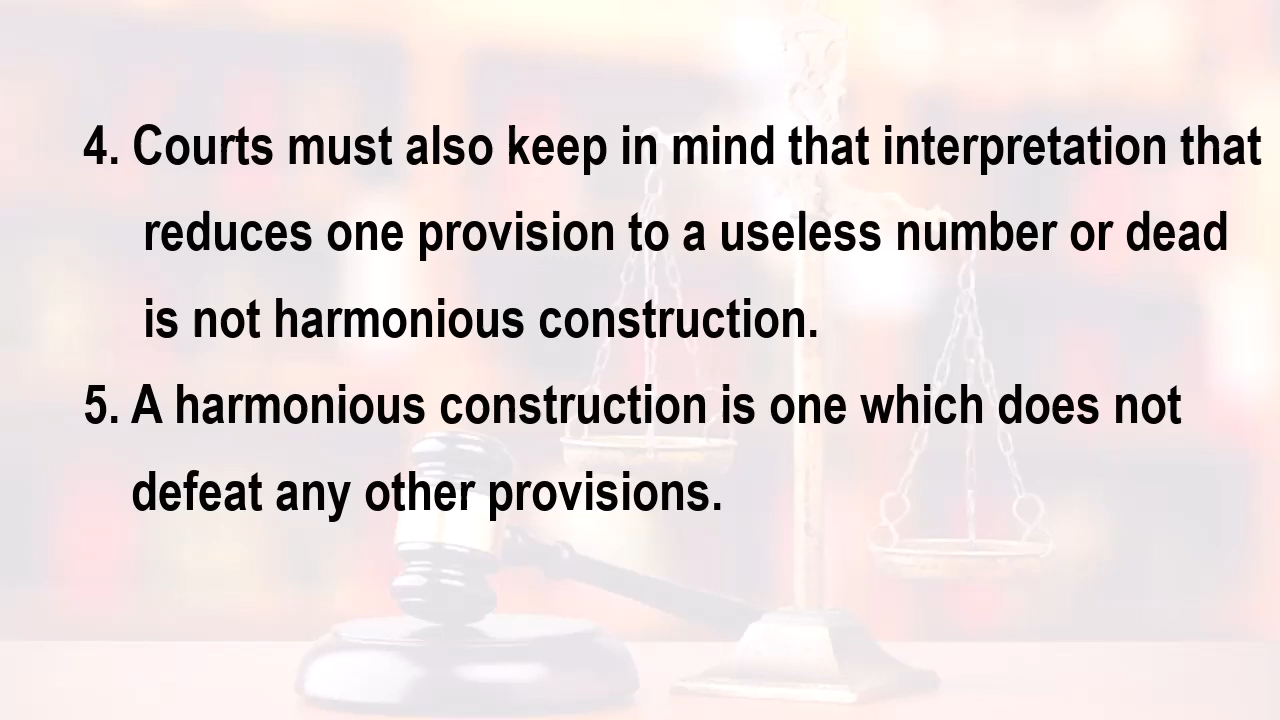 4. Courts must also keep in mind that interpretation that
reduces one provision to a useless number or dead
is not harmonious construction.
5. A harmonious construction is one which does not
defeat any other provisions.